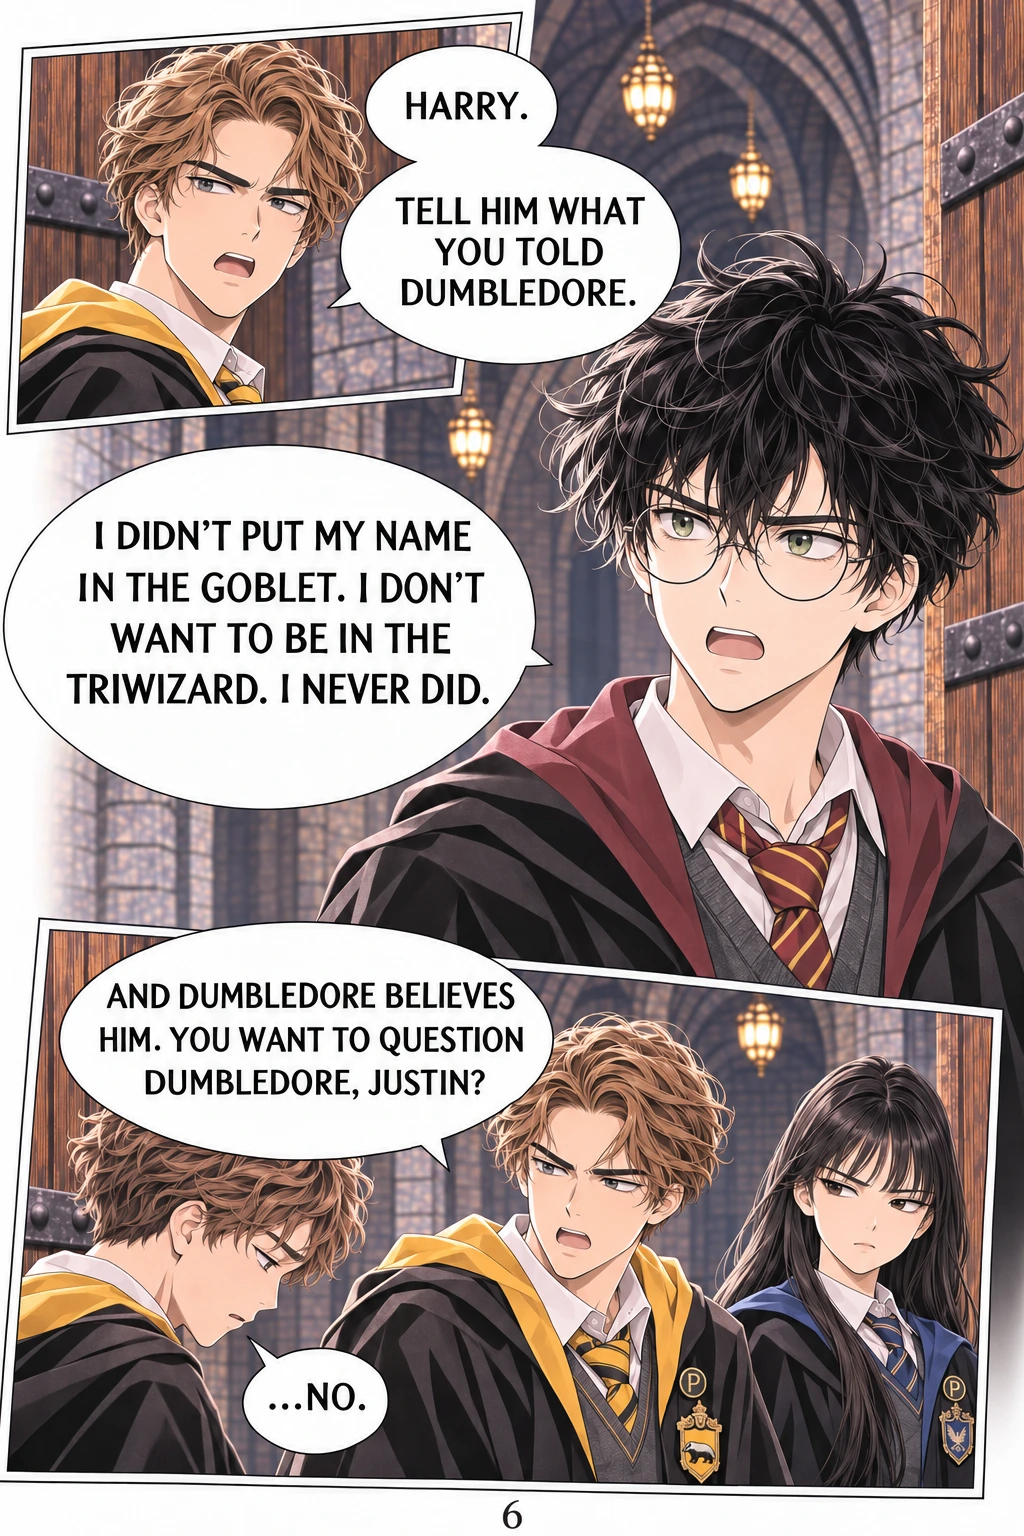 HARRY.
TELL HIM WHAT
YOU TOLD
DUMBLEDORE.
I DIDN'T PUT MY NAME
IN THE GOBLET. I DON'T
WANT TO BE IN THE
TRIWIZARD. I NEVER DID.
AND DUMBLEDORE BELIEVES
HIM. YOU WANT TO QUESTION
DUMBLEDORE, JUSTIN?
...NO.
P
P
6